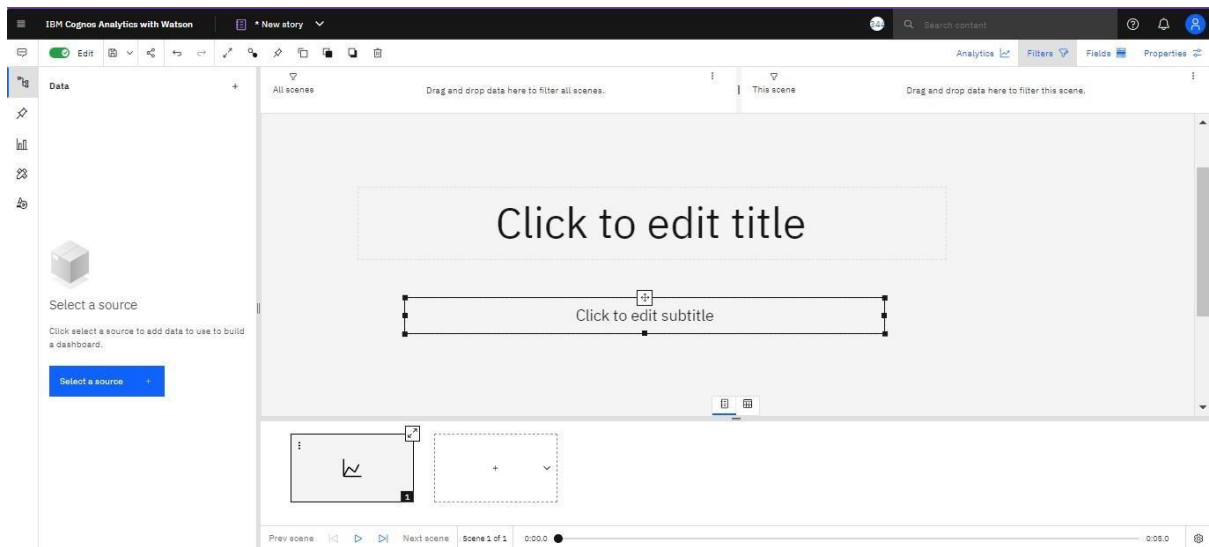 IBM Cognos Analytics with Watson
* New story
Search content
Edit
Analytics
Filters
Fields
Properties
Data
All scenes
Drag and drop data here to filter all scenes.
This scene
Drag and drop data here to filter this scene.
Click to edit title
Click to edit subtitle
Select a source
Click select a source to add data to use to build
a dashboard.
Select a source +
1
+
Prev scene
Next scene
Scene 1 of 1
0:00.0
0:05.0